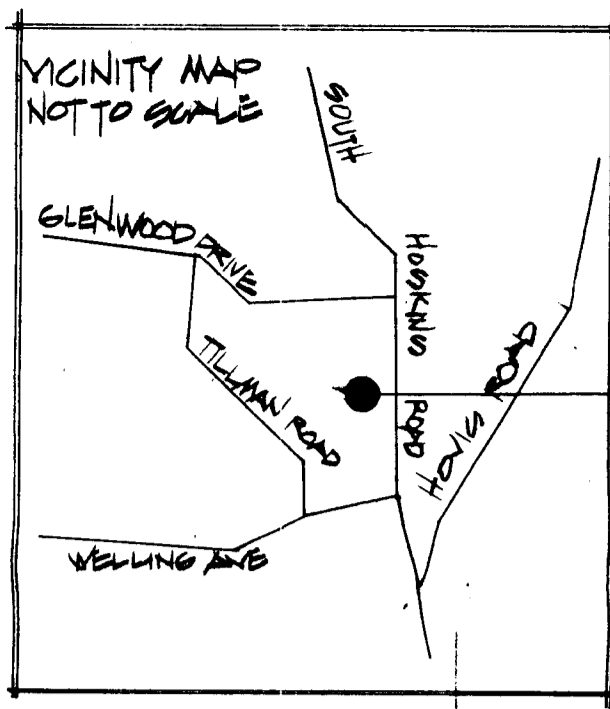 VICINITY MAP
NOT TO SCALE
SOUTH
GLENWOOD DRIVE
HOSKINS ROAD
TILLMAN ROAD
HOVIS ROAD
WELLING AVE